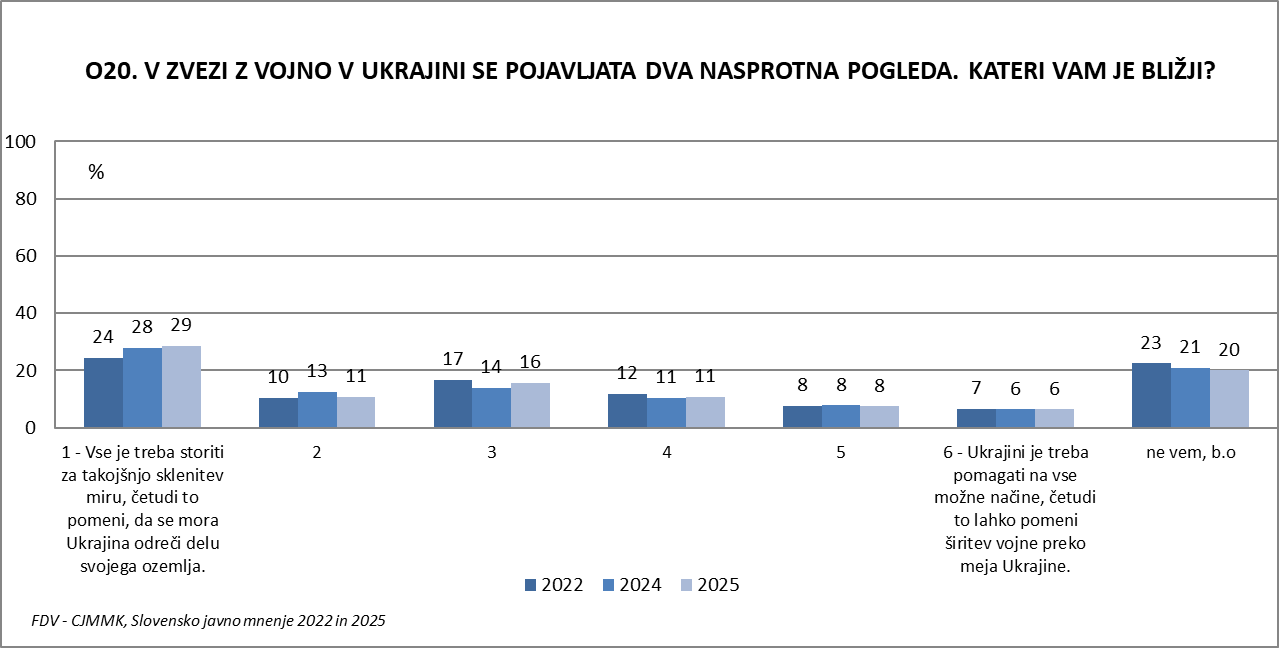 O20. V ZVEZI Z VOJNO V UKRAJINI SE POJAVLJATA DVA NASPROTNA POGLEDA. KATERI VAM JE BLIŽJI?
100
%
80
60
40
20
0
24 28 29
10 13 11
17 14 16
12 11 11
8 8 8
7 6 6
23 21 20
1 - Vse je treba storiti
za takojšnjo sklenitev
miru, četudi to
pomeni, da se mora
Ukrajina odreči delu
svojega ozemlja.
2
3
4
5
6 - Ukrajini je treba
pomagati na vse
možne načine, četudi
to lahko pomeni
širitev vojne preko
meja Ukrajine.
ne vem, b.o
2022 2024 2025
FDV - CJMMK, Slovensko javno mnenje 2022 in 2025